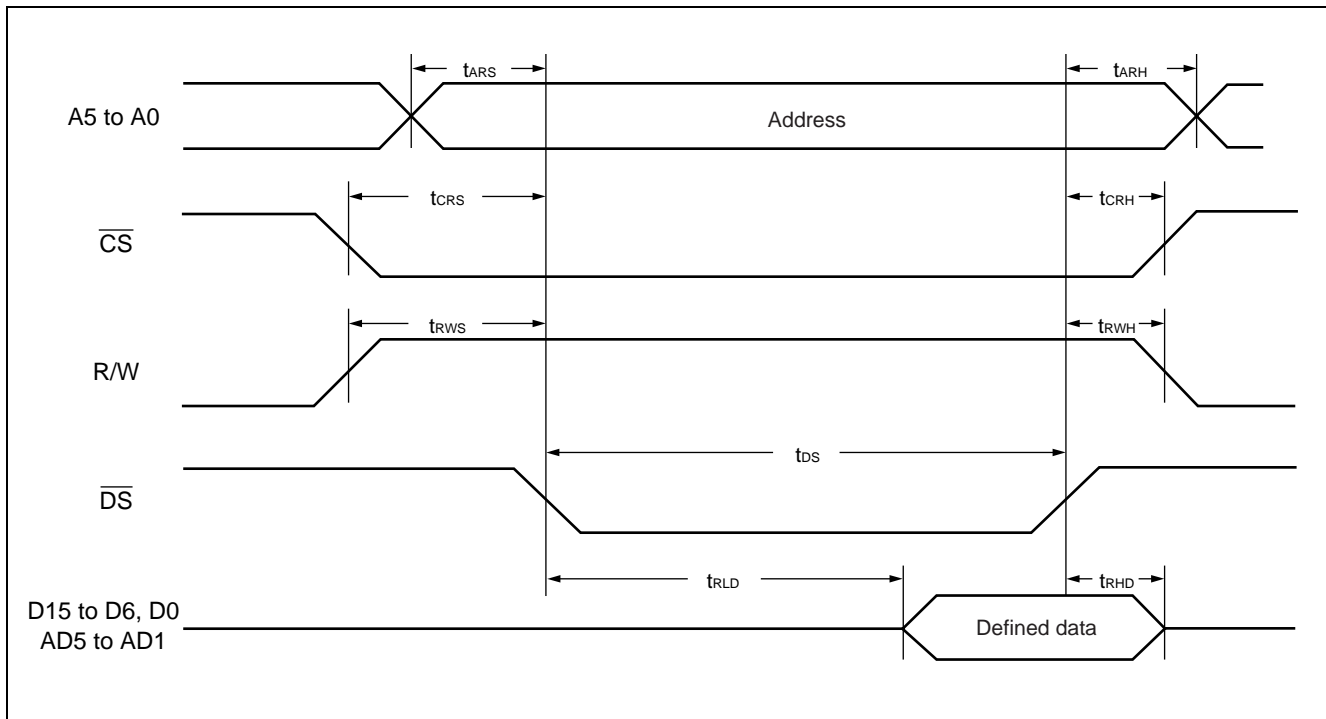 tARS
tARH
A5 to A0
Address
tCRS
tCRH
CS
tRWS
tRWH
R/W
tDS
DS
tRLD
tRHD
D15 to D6, D0
AD5 to AD1
Defined data